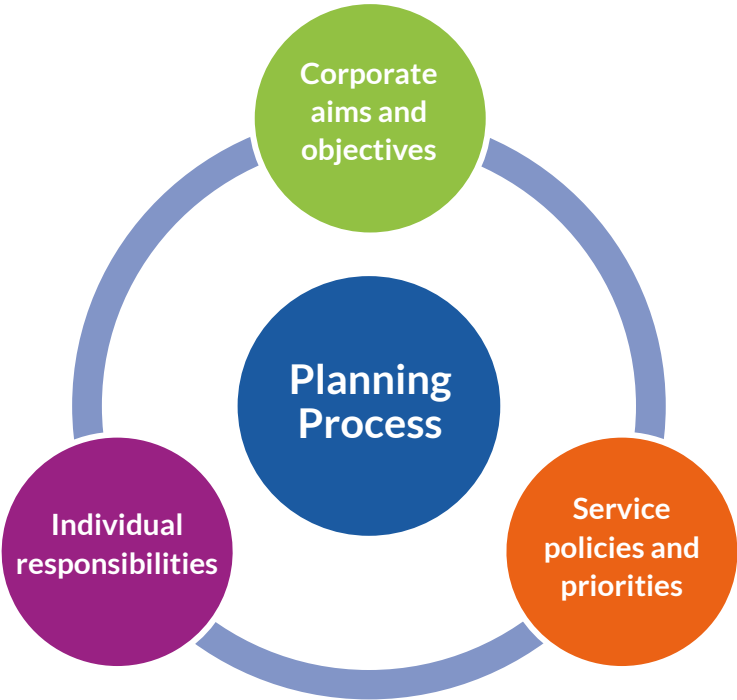 Corporate
aims and
objectives
Planning
Process
Individual
responsibilities
Service
policies and
priorities